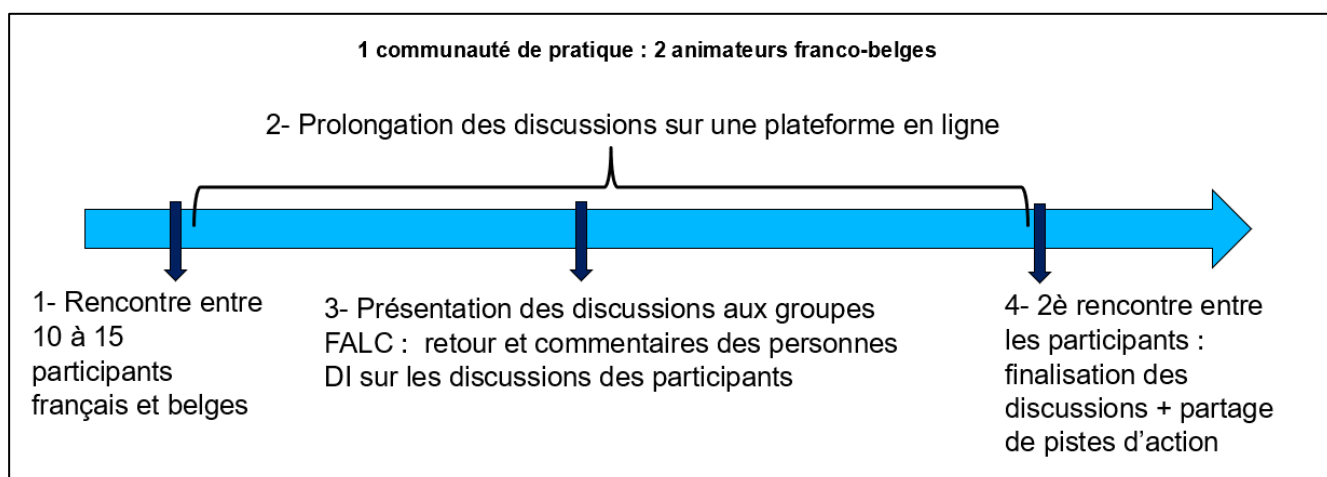 1 communauté de pratique : 2 animateurs franco-belges
2- Prolongation des discussions sur une plateforme en ligne
1- Rencontre entre
10 à 15
participants
français et belges
3- Présentation des discussions aux groupes
FALC :  retour et commentaires des personnes
DI sur les discussions des participants
4- 2è rencontre entre
les participants :
finalisation des
discussions + partage
de pistes d’action